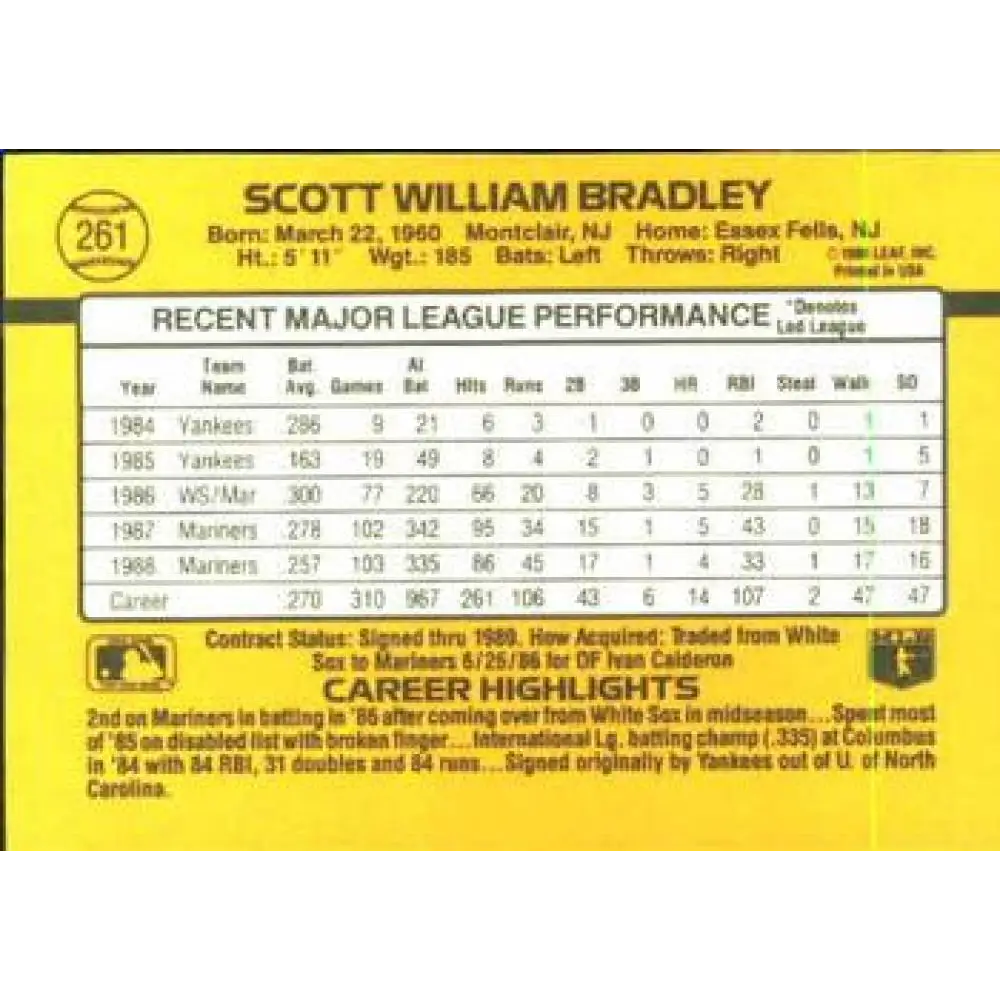 261
SCOTT WILLIAM BRADLEY
Born: March 22, 1960 Montclair, NJ Home: Essex Fells, NJ
Ht.: 5'11" Wgt.: 185 Bats: Left Throws: Right
© LEAF, INC.
Printed in USA
RECENT MAJOR LEAGUE PERFORMANCE *Denotes Led League
Year Team Name Bat. Avg. Games At Bat Hits Runs 2B 3B HR RBI Steal Walk SO
1984 Yankees .286 9 21 6 3 1 0 0 2 0 1 1
1985 Yankees .163 19 49 8 4 2 1 0 1 0 1 5
1986 WS/Mar .300 77 220 66 20 8 3 5 28 1 13 7
1987 Mariners .278 102 342 95 34 15 1 5 43 0 15 18
1988 Mariners .257 103 335 86 45 17 1 4 33 1 17 16
Career .270 310 967 261 106 43 6 14 107 2 47 47
Contract Status: Signed thru 1989. How Acquired: Traded from White
Sox to Mariners 6/26/86 for OF Ivan Calderon
CAREER HIGHLIGHTS
2nd on Mariners in batting in '86 after coming over from White Sox in midseason...Spent most
of '85 on disabled list with broken finger...International Lg. batting champ (.335) at Columbus
in '84 with 84 RBI, 31 doubles and 84 runs...Signed originally by Yankees out of U. of North
Carolina.